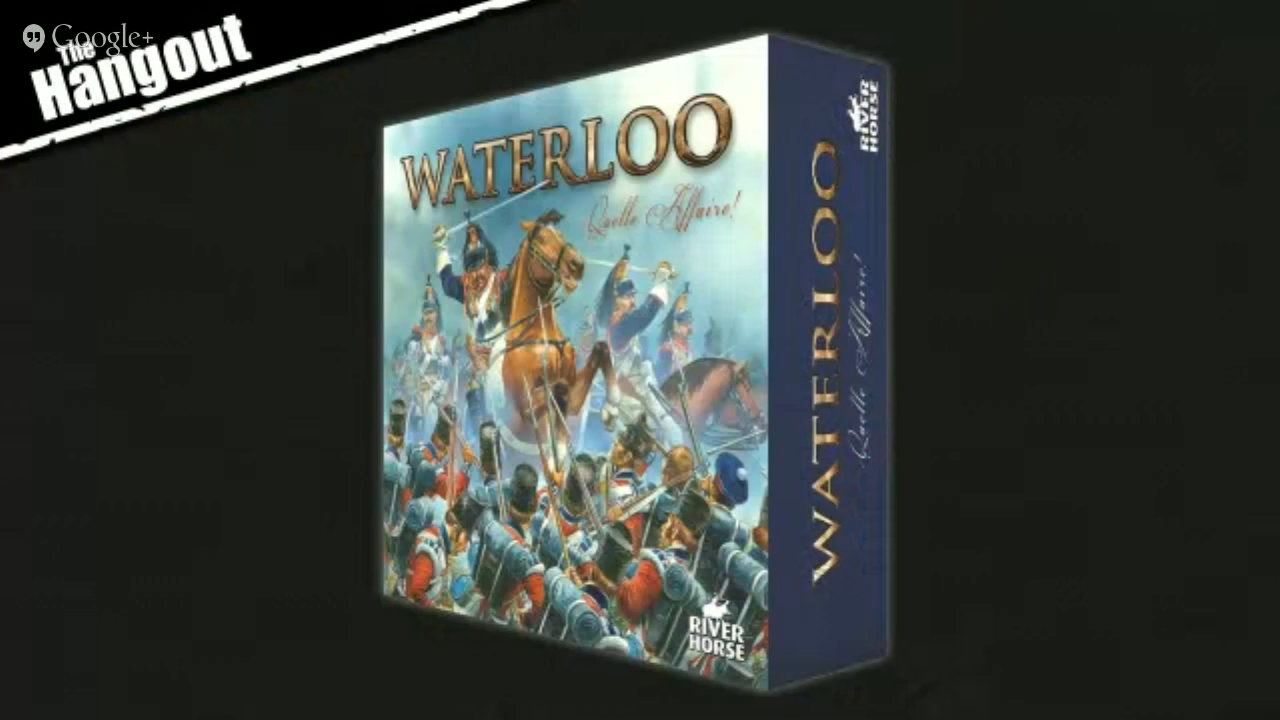 Google+
The
Hangout
WATERLOO
Quelle Affaire!
RIVER
HORSE
WATERLOO
Quelle Affaire!
RIVER
HORSE